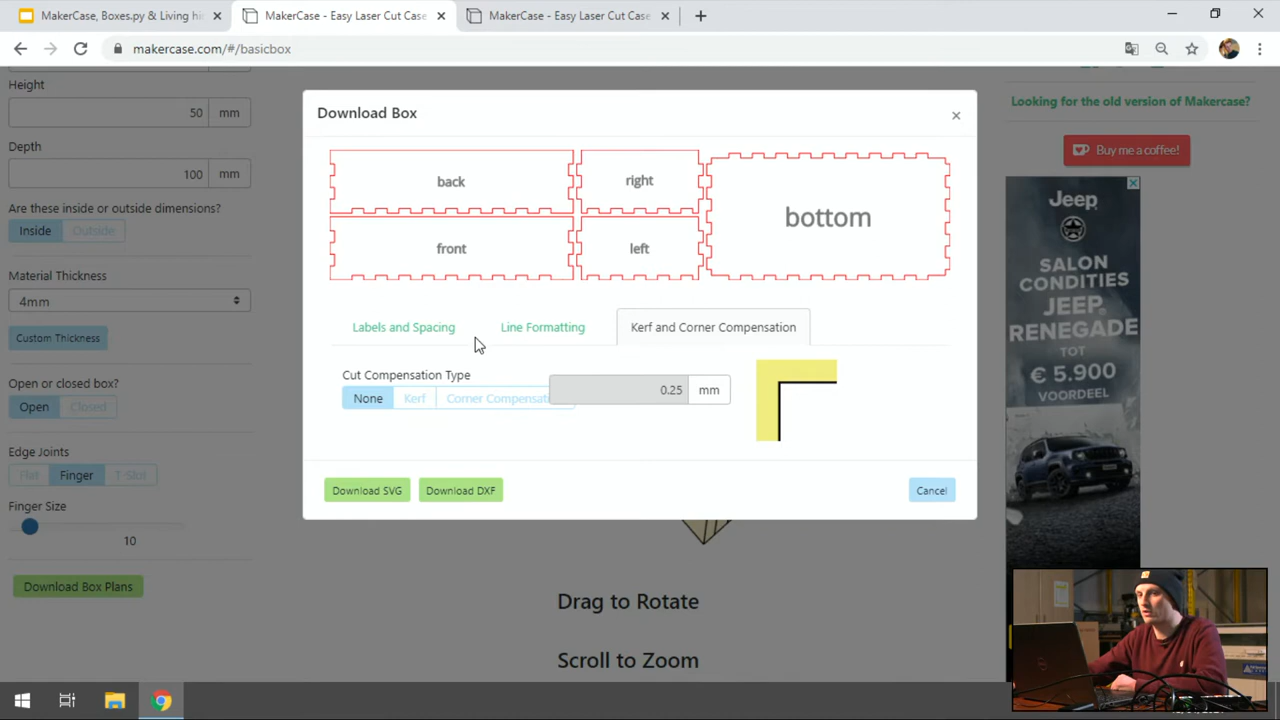 MakerCase, Boxes.py & Living hi
MakerCase - Easy Laser Cut Case
MakerCase - Easy Laser Cut Case
makercase.com/#/basicbox
Height
50 mm
Depth
100 mm
Are these inside or outside dimensions?
Inside Outside
Material Thickness
4mm
Custom Thickness
Open or closed box?
Open Closed
Edge Joints
Flat Finger T-Slot
Finger Size
10
Download Box Plans
Download Box
×
back
right
bottom
front
left
Labels and Spacing
Line Formatting
Kerf and Corner Compensation
Cut Compensation Type
None Kerf Corner Compensati
0.25 mm
Download SVG
Download DXF
Cancel
Drag to Rotate
Scroll to Zoom
Looking for the old version of Makercase?
Buy me a coffee!
Jeep
SALON
CONDITIES
JEEP
RENEGADE
TOT
€ 5.900
VOORDEEL